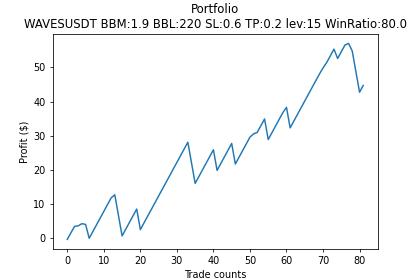 Portfolio
WAVESUSDT BBM:1.9 BBL:220 SL:0.6 TP:0.2 lev:15 WinRatio:80.0
Profit ($)
50
40
30
20
10
0
0 10 20 30 40 50 60 70 80
Trade counts